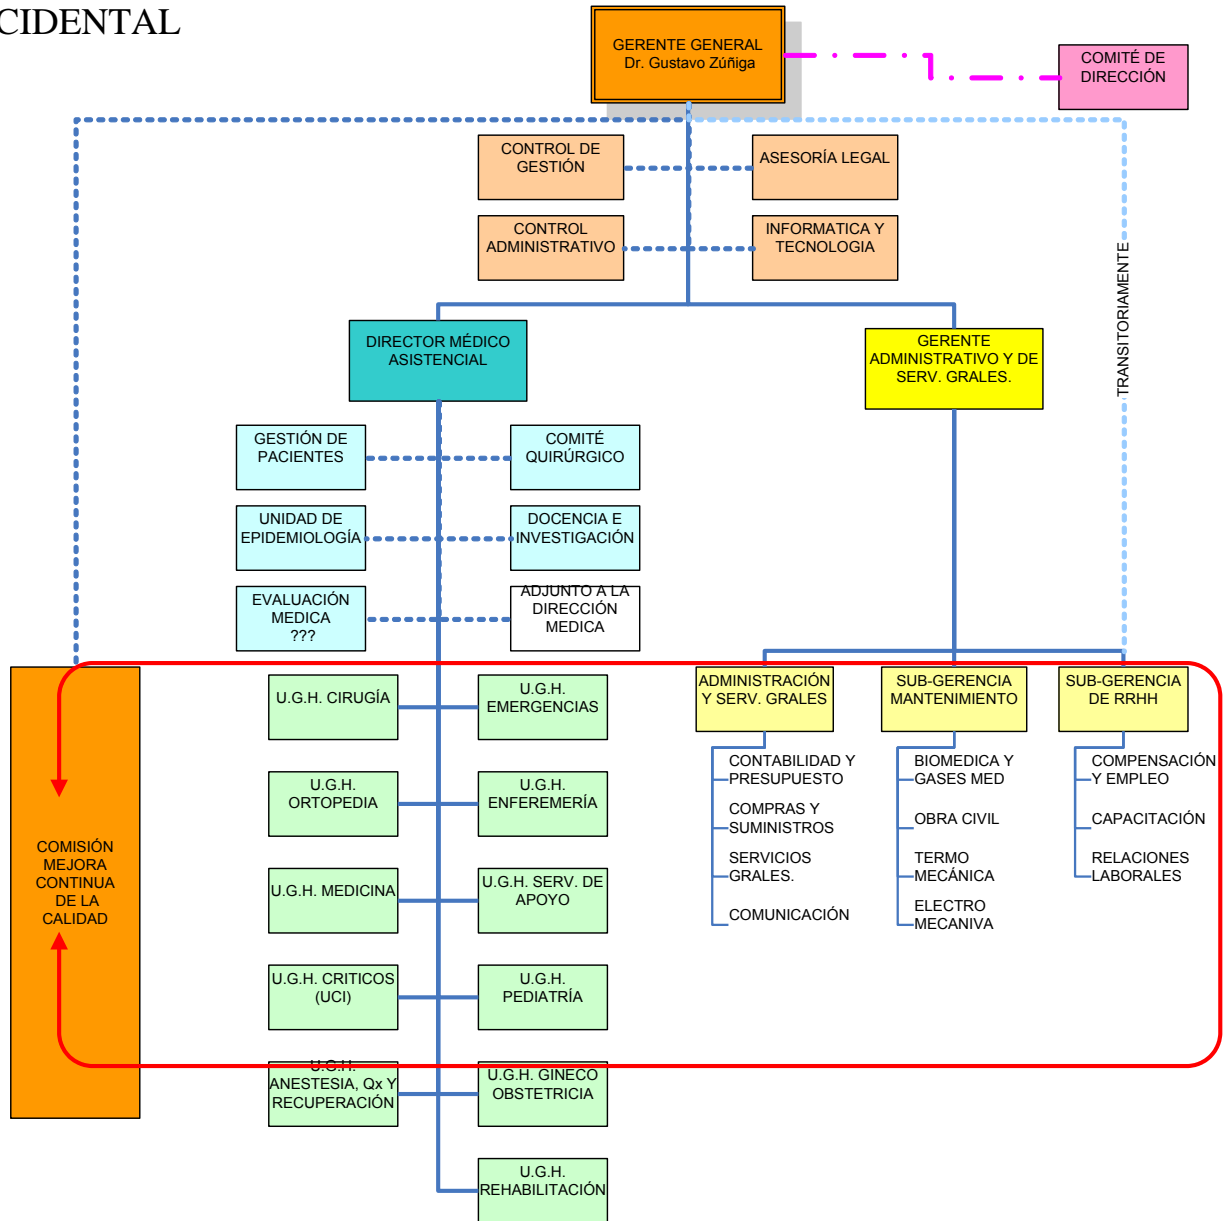 CIDENTAL
GERENTE GENERAL
Dr. Gustavo Zúñiga
COMITÉ DE
DIRECCIÓN
CONTROL DE
GESTIÓN
ASESORÍA LEGAL
CONTROL
ADMINISTRATIVO
INFORMATICA Y
TECNOLOGIA
TRANSITORIAMENTE
DIRECTOR MÉDICO
ASISTENCIAL
GERENTE
ADMINISTRATIVO Y DE
SERV. GRALES.
GESTIÓN DE
PACIENTES
COMITÉ
QUIRÚRGICO
UNIDAD DE
EPIDEMIOLOGÍA
DOCENCIA E
INVESTIGACIÓN
EVALUACIÓN
MEDICA
???
ADJUNTO A LA
DIRECCIÓN
MEDICA
COMISIÓN
MEJORA
CONTINUA
DE LA
CALIDAD
U.G.H. CIRUGÍA
U.G.H.
EMERGENCIAS
U.G.H.
ORTOPEDIA
U.G.H.
ENFEREMERÍA
U.G.H. MEDICINA
U.G.H. SERV. DE
APOYO
U.G.H. CRITICOS
(UCI)
U.G.H.
PEDIATRÍA
U.G.H.
ANESTESIA, Qx Y
RECUPERACIÓN
U.G.H. GINECO
OBSTETRICIA
U.G.H.
REHABILITACIÓN
ADMINISTRACIÓN
Y SERV. GRALES
CONTABILIDAD Y
PRESUPUESTO
COMPRAS Y
SUMINISTROS
SERVICIOS
GRALES.
COMUNICACIÓN
SUB-GERENCIA
MANTENIMIENTO
BIOMEDICA Y
GASES MED
OBRA CIVIL
TERMO
MECÁNICA
ELECTRO
MECANIVA
SUB-GERENCIA
DE RRHH
COMPENSACIÓN
Y EMPLEO
CAPACITACIÓN
RELACIONES
LABORALES